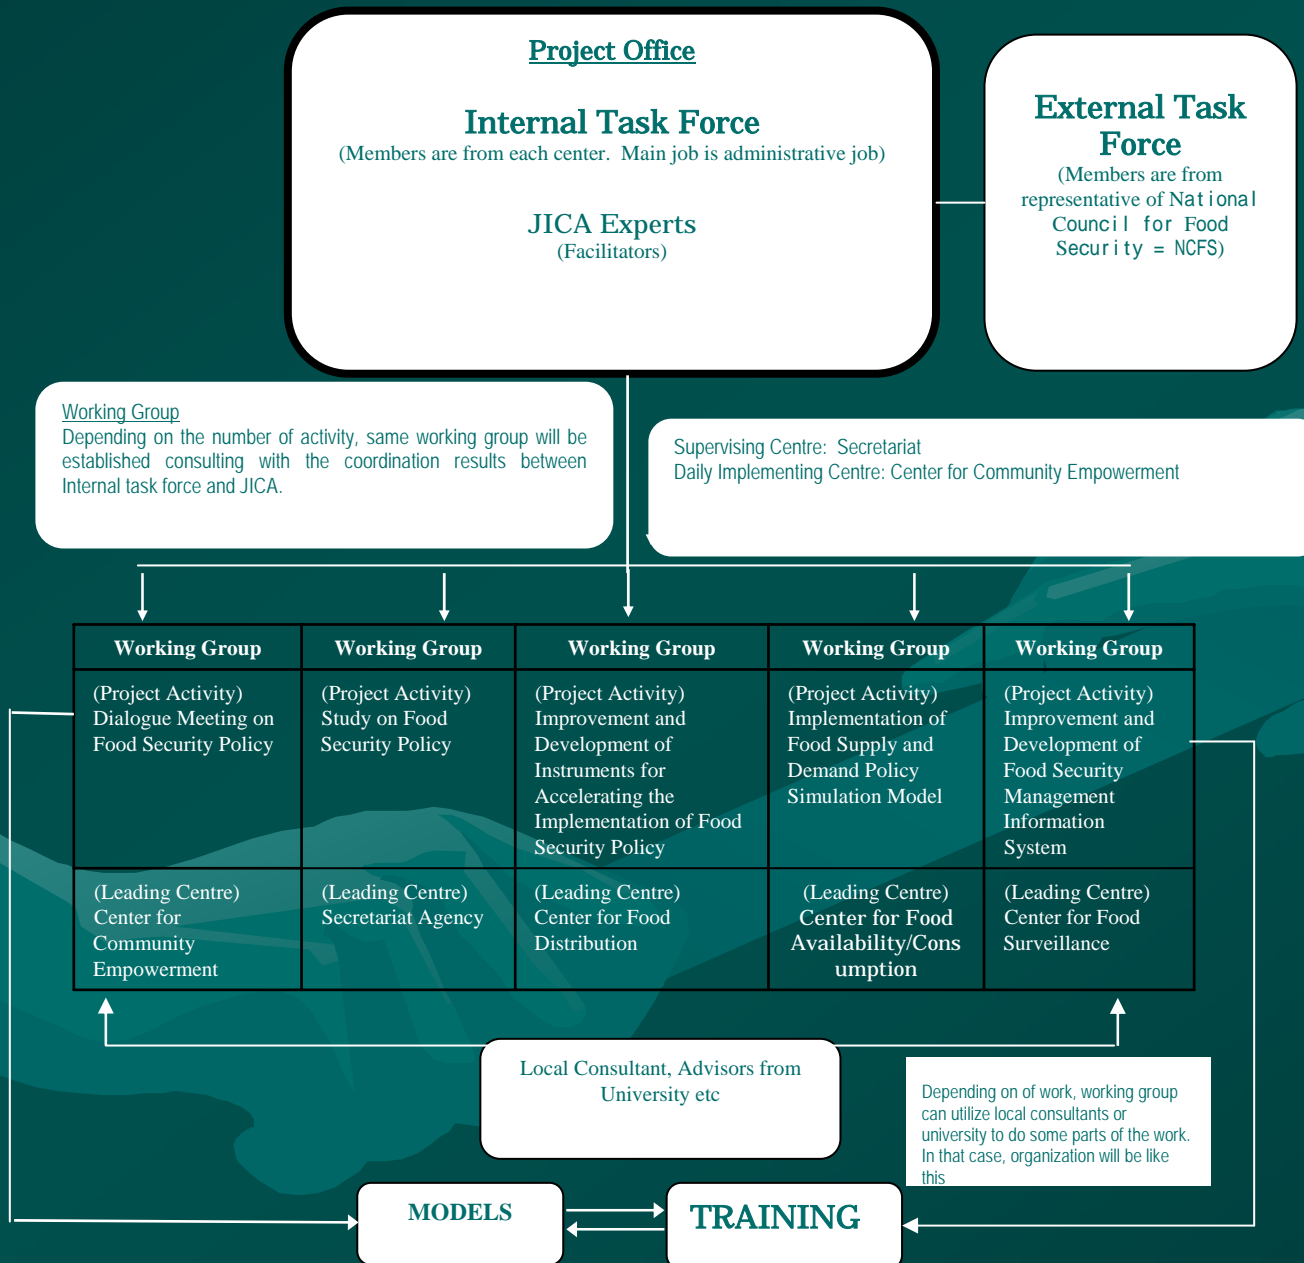 Project Office
Internal Task Force
(Members are from each center. Main job is administrative job)
JICA Experts
(Facilitators)
External Task
Force
(Members are from
representative of National
Council for Food
Security = NCFS)
Working Group
Depending on the number of activity, same working group will be
established consulting with the coordination results between
Internal task force and JICA.
Supervising Centre: Secretariat
Daily Implementing Centre: Center for Community Empowerment
Working Group
Working Group
Working Group
Working Group
Working Group
(Project Activity)
Dialogue Meeting on
Food Security Policy
(Project Activity)
Study on Food
Security Policy
(Project Activity)
Improvement and
Development of
Instruments for
Accelerating the
Implementation of Food
Security Policy
(Project Activity)
Implementation of
Food Supply and
Demand Policy
Simulation Model
(Project Activity)
Improvement and
Development of
Food Security
Management
Information
System
(Leading Centre)
Center for
Community
Empowerment
(Leading Centre)
Secretariat Agency
(Leading Centre)
Center for Food
Distribution
(Leading Centre)
Center for Food
Availability/Cons
umption
(Leading Centre)
Center for Food
Surveillance
Local Consultant, Advisors from
University etc
Depending on of work, working group
can utilize local consultants or
university to do some parts of the work.
In that case, organization will be like
this
MODELS
TRAINING